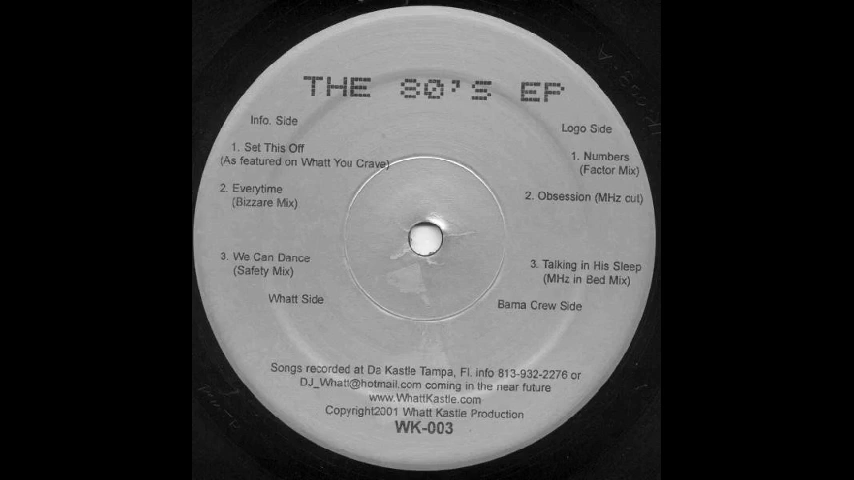 THE 80'S EP
Info. Side
1. Set This Off
(As featured on Whatt You Crave)
2. Everytime
(Bizzare Mix)
3. We Can Dance
(Safety Mix)
Whatt Side
Logo Side
1. Numbers
(Factor Mix)
2. Obsession (MHz cut)
3. Talking in His Sleep
(MHz in Bed Mix)
Bama Crew Side
Songs recorded at Da Kastle Tampa, Fl. info 813-932-2276 or
DJ_Whatt@hotmail.com coming in the near future
www.WhattKastle.com
Copyright2001 Whatt Kastle Production
WK-003